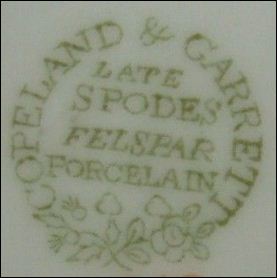 COPELAND & GARRETT
LATE
SPODES
FELSPAR
PORCELAIN